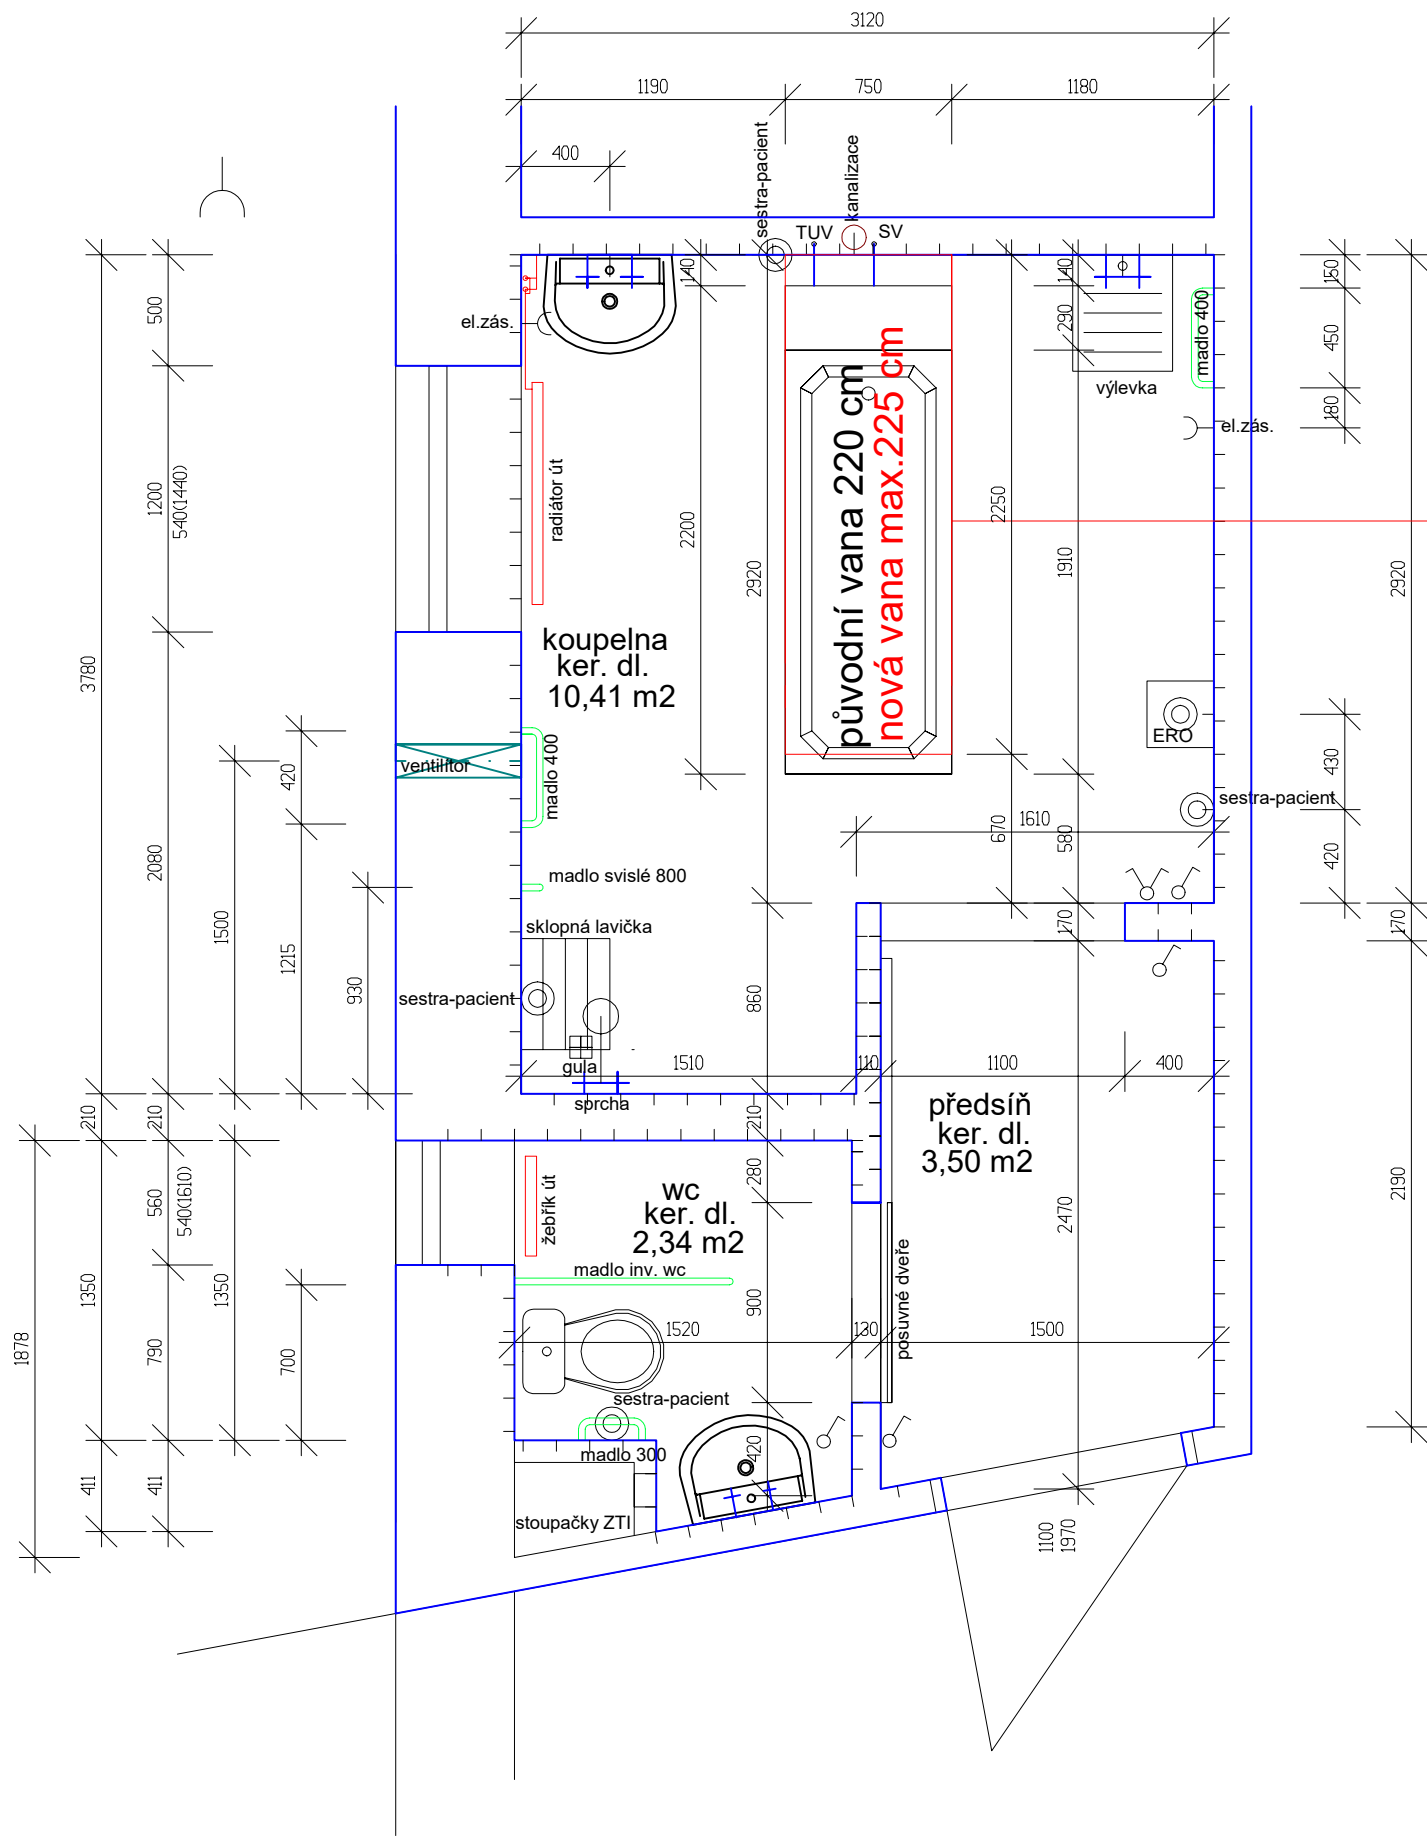 3120
1190
750
1180
400
sestra-pacient
kanalizace
TUV
SV
140
140
150
500
el.zás.
290
madlo 400
450
výlevka
180
el.zás.
původní vana 220 cm
nová vana max.225 cm
radiátor út
1200
540(1440)
2200
2920
2250
1910
2920
3780
koupelna
ker. dl.
10,41 m2
420
ventilítor
madlo 400
ERO
430
sestra-pacient
1610
670
580
420
2080
madlo svislé 800
1500
1215
930
sklopná lavička
170
170
sestra-pacient
860
gula
1510
110
1100
400
sprcha
210
210
210
předsíň
ker. dl.
3,50 m2
280
560
540(1610)
žebřík út
wc
ker. dl.
2,34 m2
2470
2190
madlo inv. wc
1350
1350
900
posuvné dveře
1878
790
700
1520
130
1500
sestra-pacient
madlo 300
420
411
411
stoupačky ZTI
1100
1970